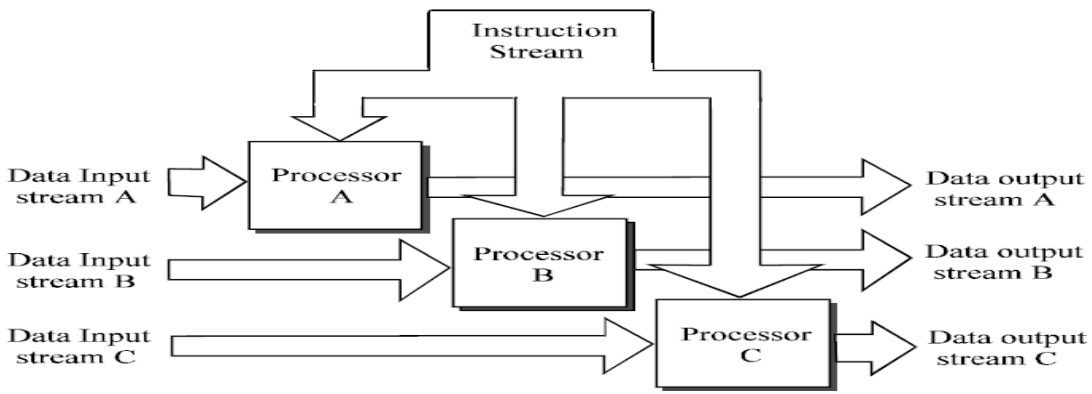 Instruction
Stream
Data Input
stream A
Processor
A
Data output
stream A
Data Input
stream B
Processor
B
Data output
stream B
Data Input
stream C
Processor
C
Data output
stream C